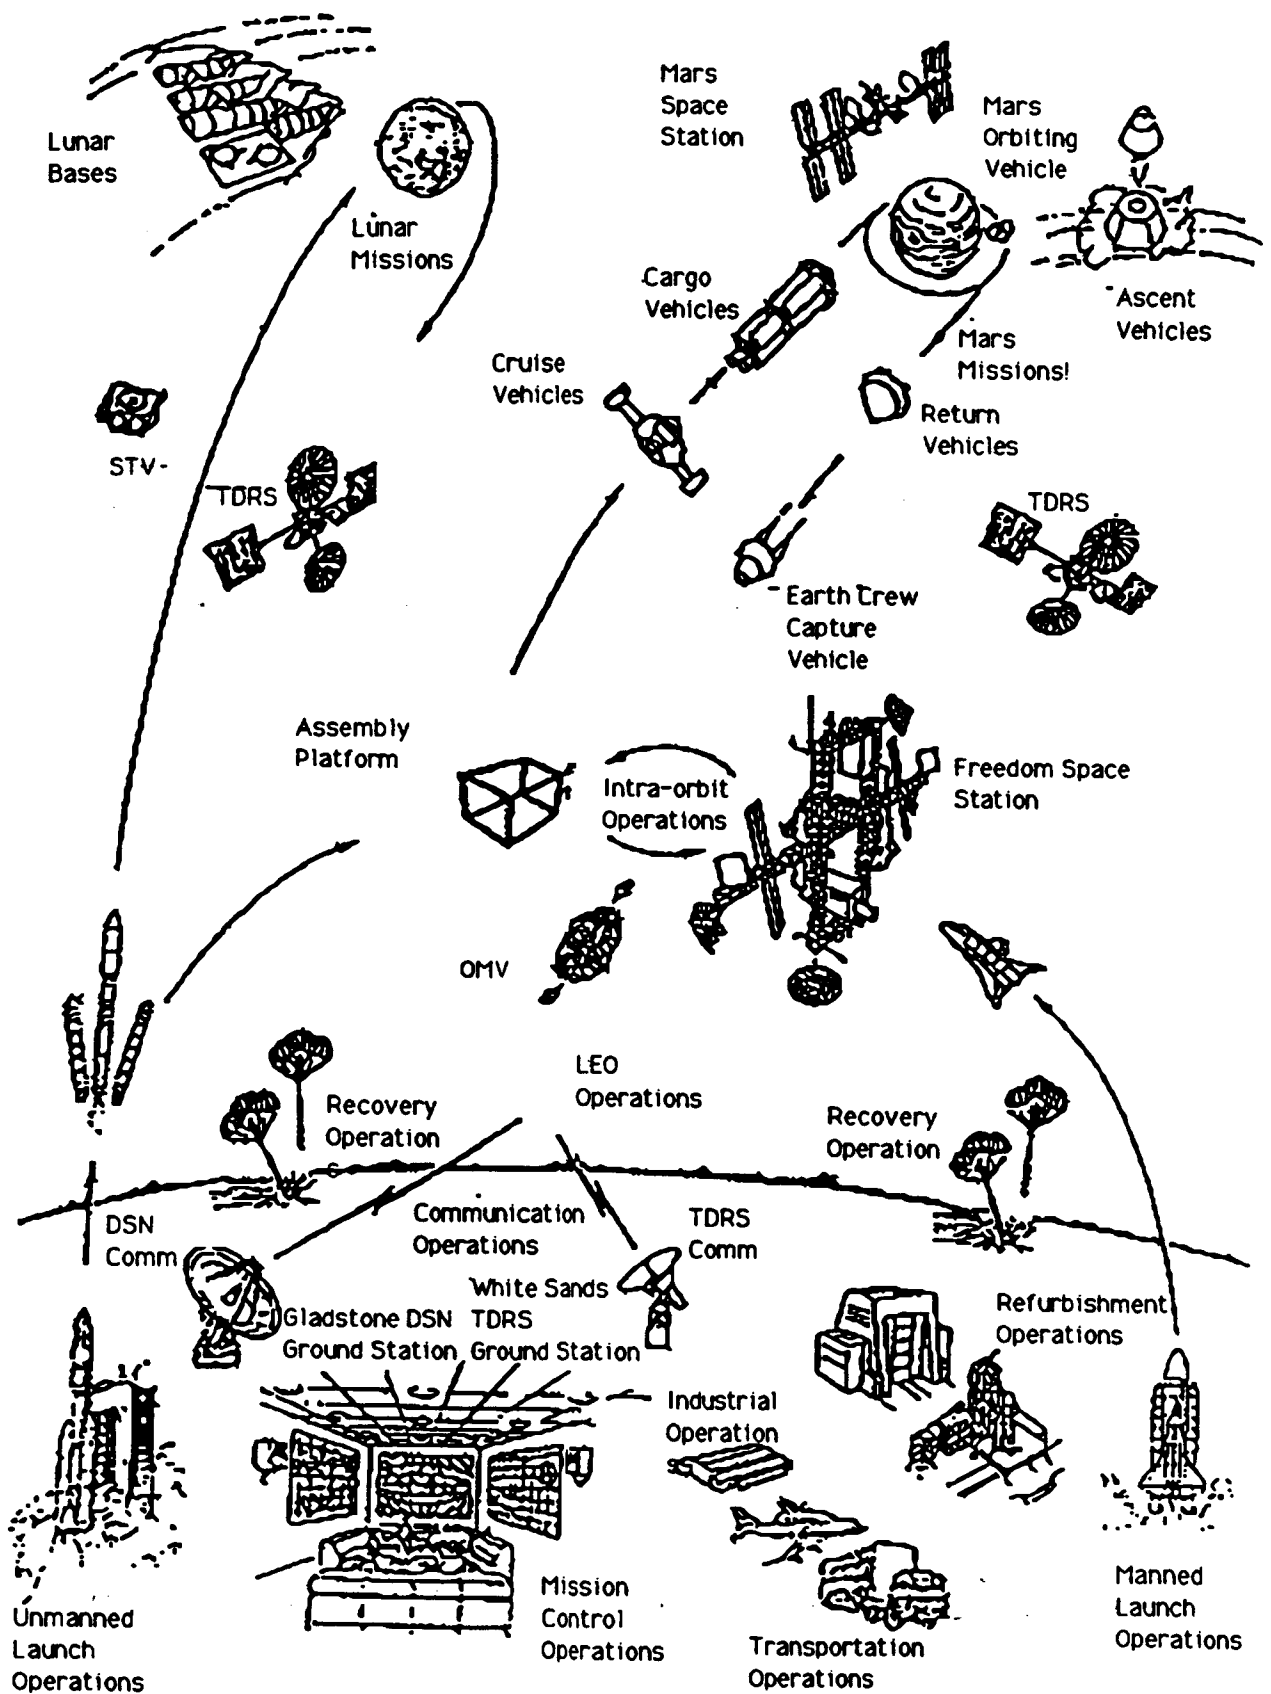 Lunar
Bases
Lunar
Missions
Mars
Space
Station
Mars
Orbiting
Vehicle
Cargo
Vehicles
Ascent
Vehicles
Mars
Missions!
Cruise
Vehicles
Return
Vehicles
STV-
TDRS
TDRS
Earth Crew
Capture
Vehicle
Assembly
Platform
Intra-orbit
Operations
Freedom Space
Station
OMV
LEO
Operations
Recovery
Operation
Recovery
Operation
DSN
Comm
Communication
Operations
TDRS
Comm
White Sands
TDRS
Ground Station
Gladstone DSN
Ground Station
Refurbishment
Operations
Industrial
Operation
Unmanned
Launch
Operations
Mission
Control
Operations
Transportation
Operations
Manned
Launch
Operations